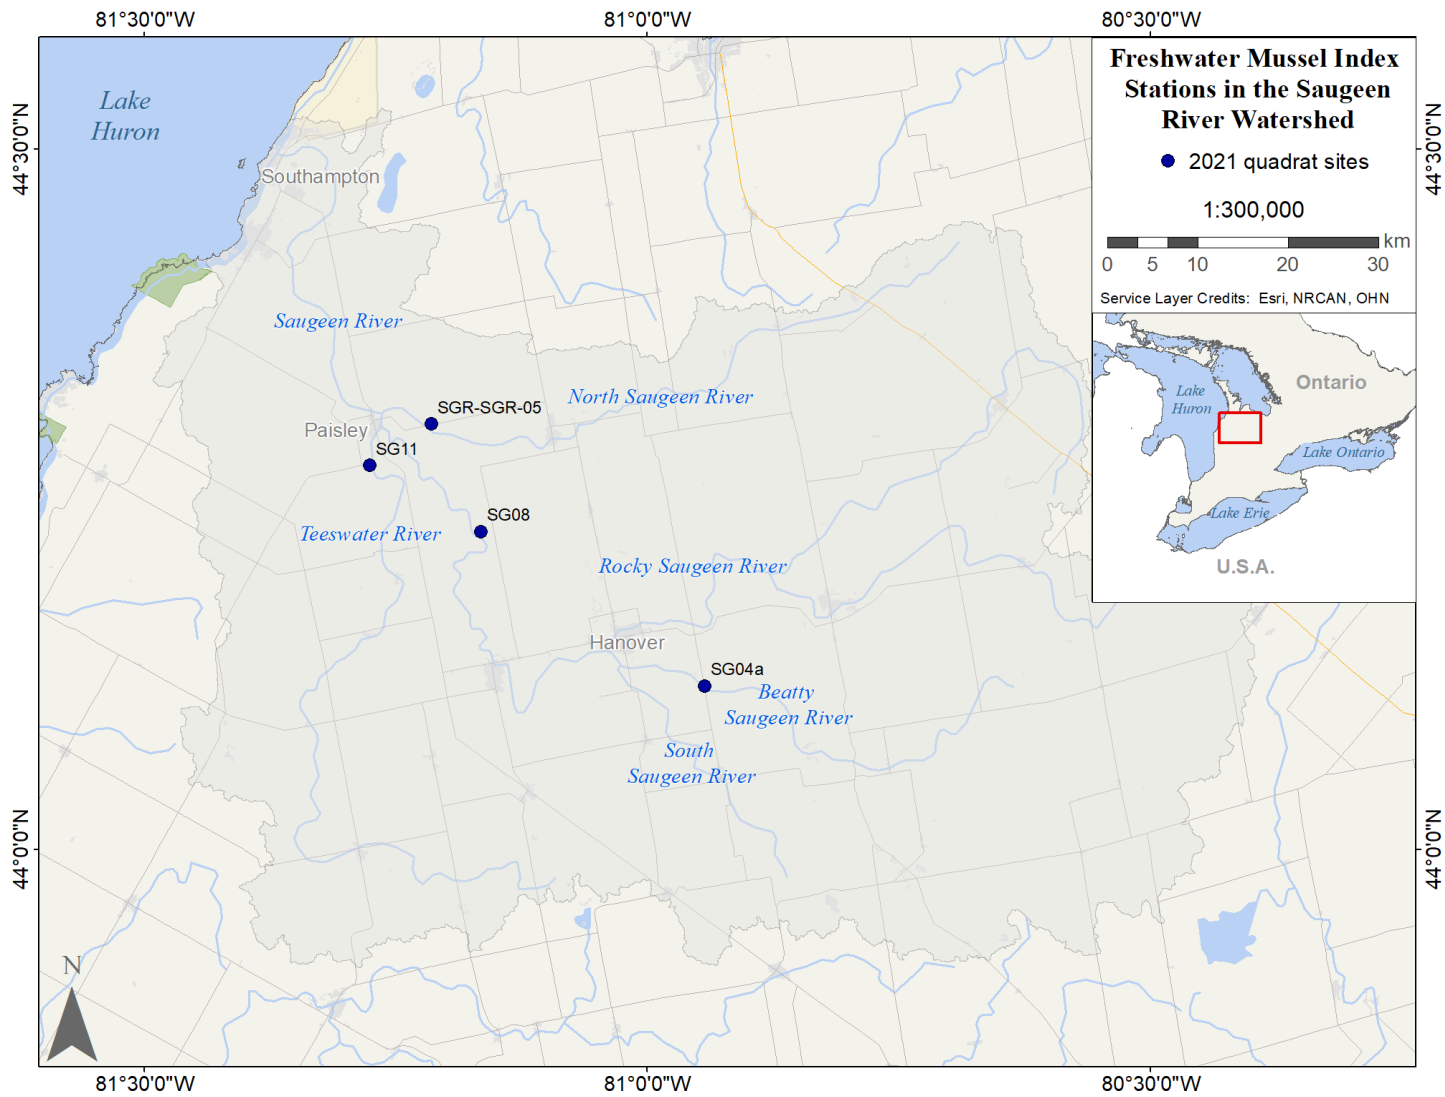 81°30'0"W
81°0'0"W
80°30'0"W
Freshwater Mussel Index
Stations in the Saugeen
River Watershed
2021 quadrat sites
1:300,000
km
0 5 10 20 30
Service Layer Credits: Esri, NRCAN, OHN
Lake
Huron
44°30'0"N
44°30'0"N
Southampton
Saugeen River
North Saugeen River
SGR-SGR-05
Paisley
SG11
SG08
Teeswater River
Rocky Saugeen River
Hanover
SG04a
Beatty
Saugeen River
South
Saugeen River
Ontario
Lake
Huron
Lake Ontario
Lake Erie
U.S.A.
44°0'0"N
44°0'0"N
N
81°30'0"W
81°0'0"W
80°30'0"W